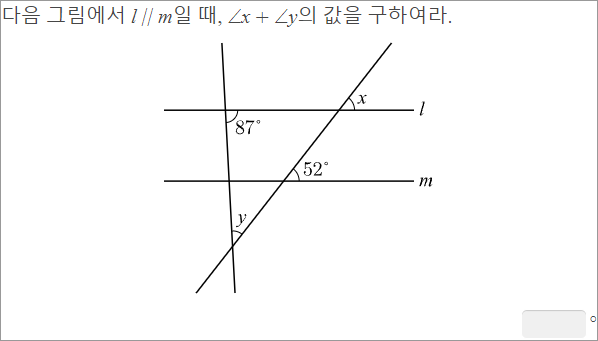 다음 그림에서 l // m일 때, ∠x + ∠y의 값을 구하여라.
x
l
87°
52°
m
y
°